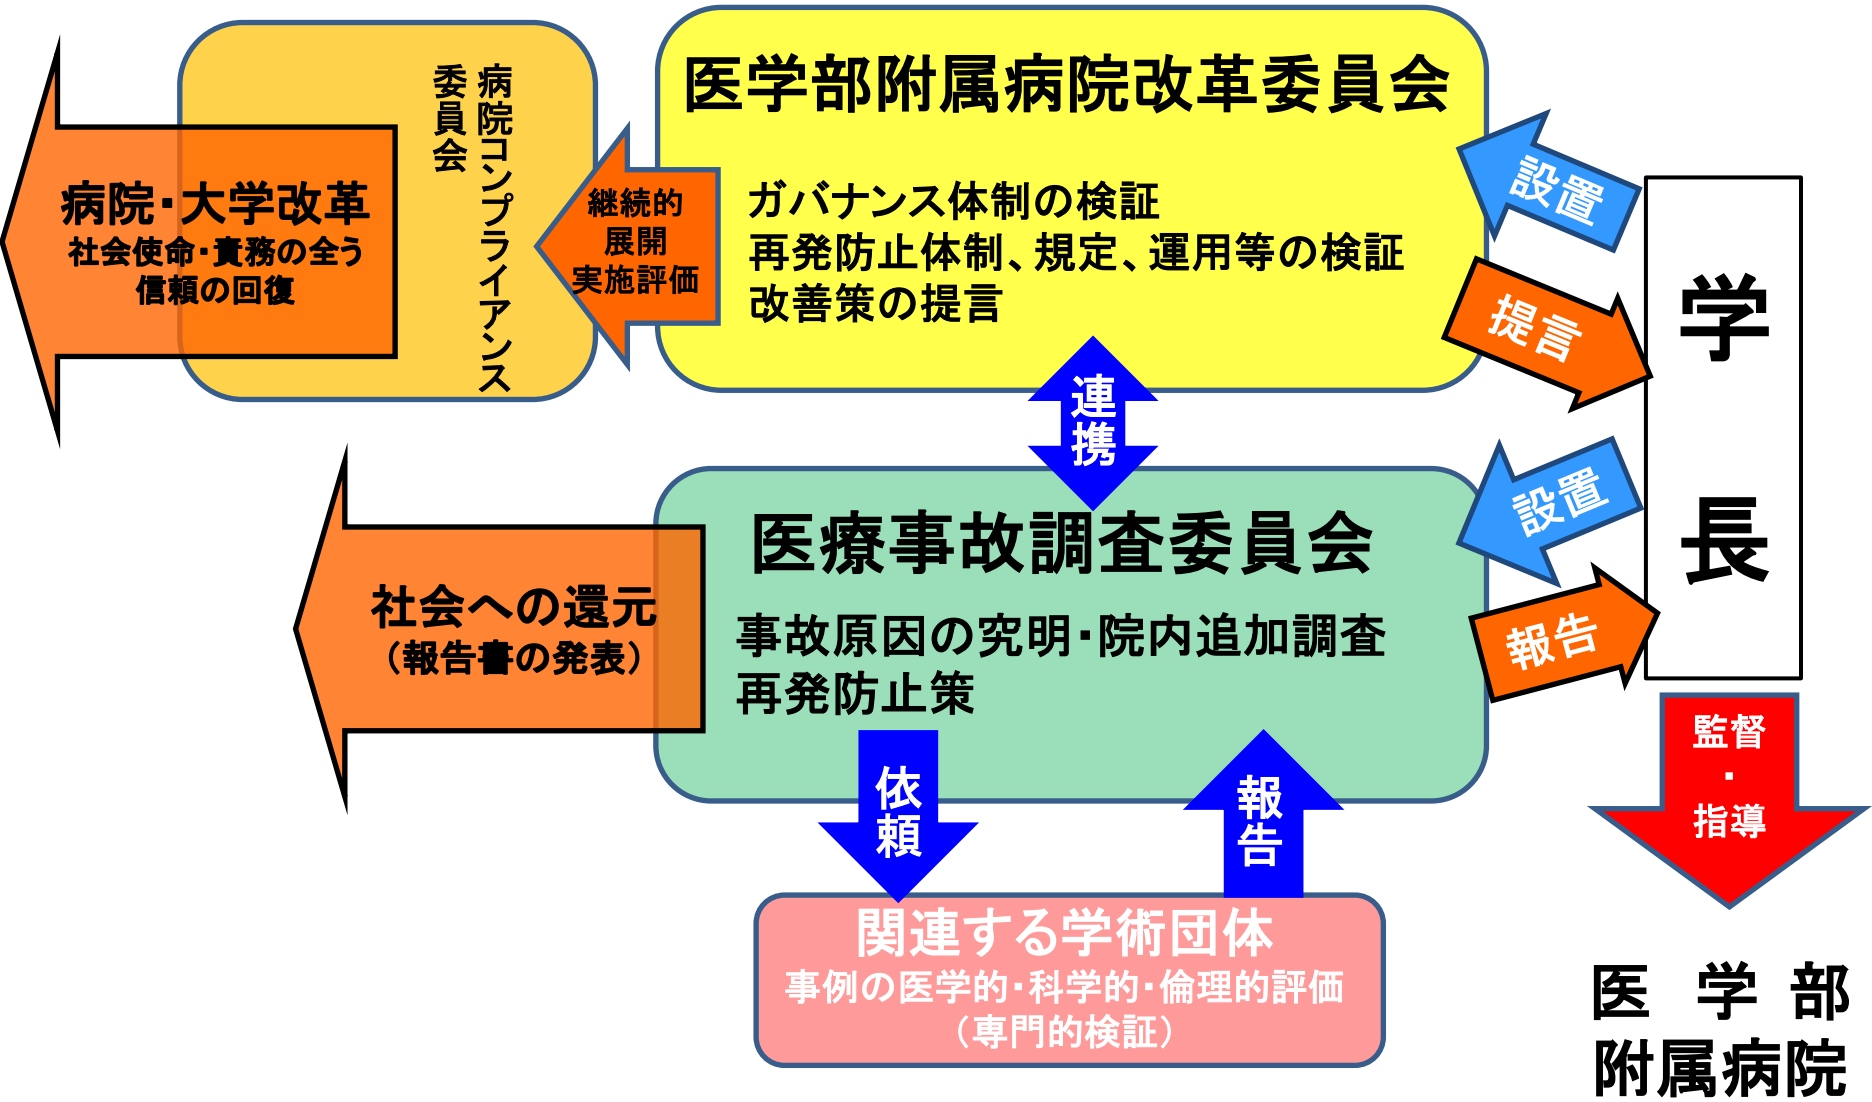 医学部附属病院改革委員会
ガバナンス体制の検証
再発防止体制、規定、運用等の検証
改善策の提言
病院コンプライアンス
委員会
継続的
展開
実施評価
病院・大学改革
社会使命・責務の全う
信頼の回復
設置
提言
学
長
連
携
医療事故調査委員会
事故原因の究明・院内追加調査
再発防止策
設置
報告
社会への還元
（報告書の発表）
依
頼
報
告
監督
・
指導
関連する学術団体
事例の医学的・科学的・倫理的評価
（専門的検証）
医　学　部
附属病院